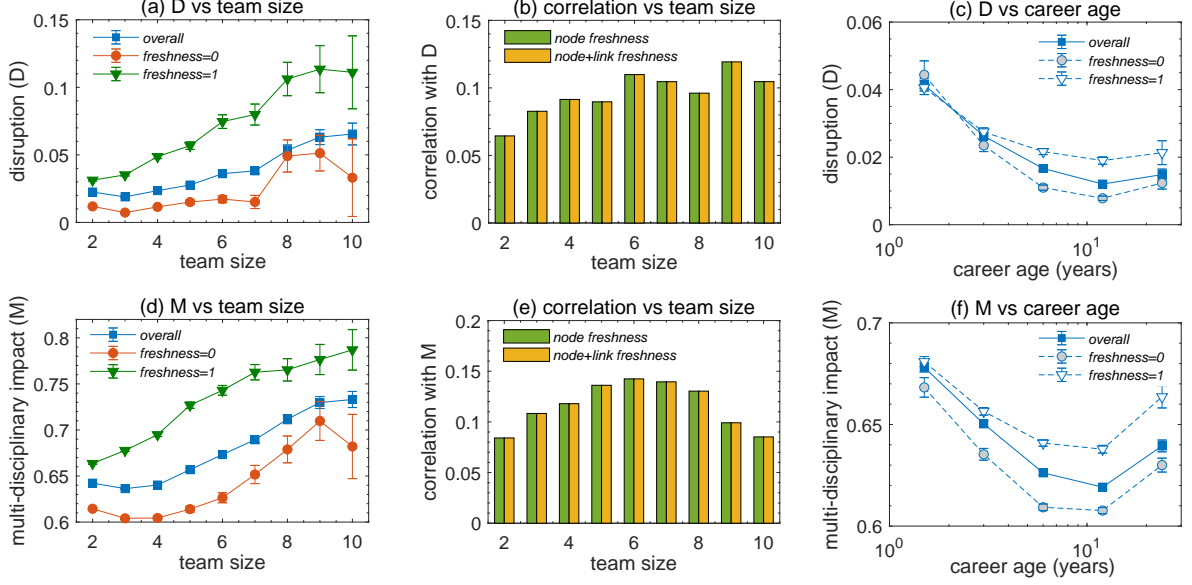 (a) D vs team size
disruption (D)
0.15
0.1
0.05
0
overall
freshness=0
freshness=1
2 4 6 8 10
team size
(b) correlation vs team size
correlation with D
0.15
0.10
0.05
0
node freshness
node+link freshness
2 4 6 8 10
team size
(c) D vs career age
disruption (D)
0.06
0.04
0.02
0
overall
freshness=0
freshness=1
10^0 10^1
career age (years)
(d) M vs team size
multi-disciplinary impact (M)
0.8
0.75
0.7
0.65
0.6
overall
freshness=0
freshness=1
2 4 6 8 10
team size
(e) correlation vs team size
correlation with M
0.2
0.15
0.1
0.05
0
node freshness
node+link freshness
2 4 6 8 10
team size
(f) M vs career age
multi-disciplinary impact (M)
0.7
0.65
0.6
overall
freshness=0
freshness=1
10^0 10^1
career age (years)